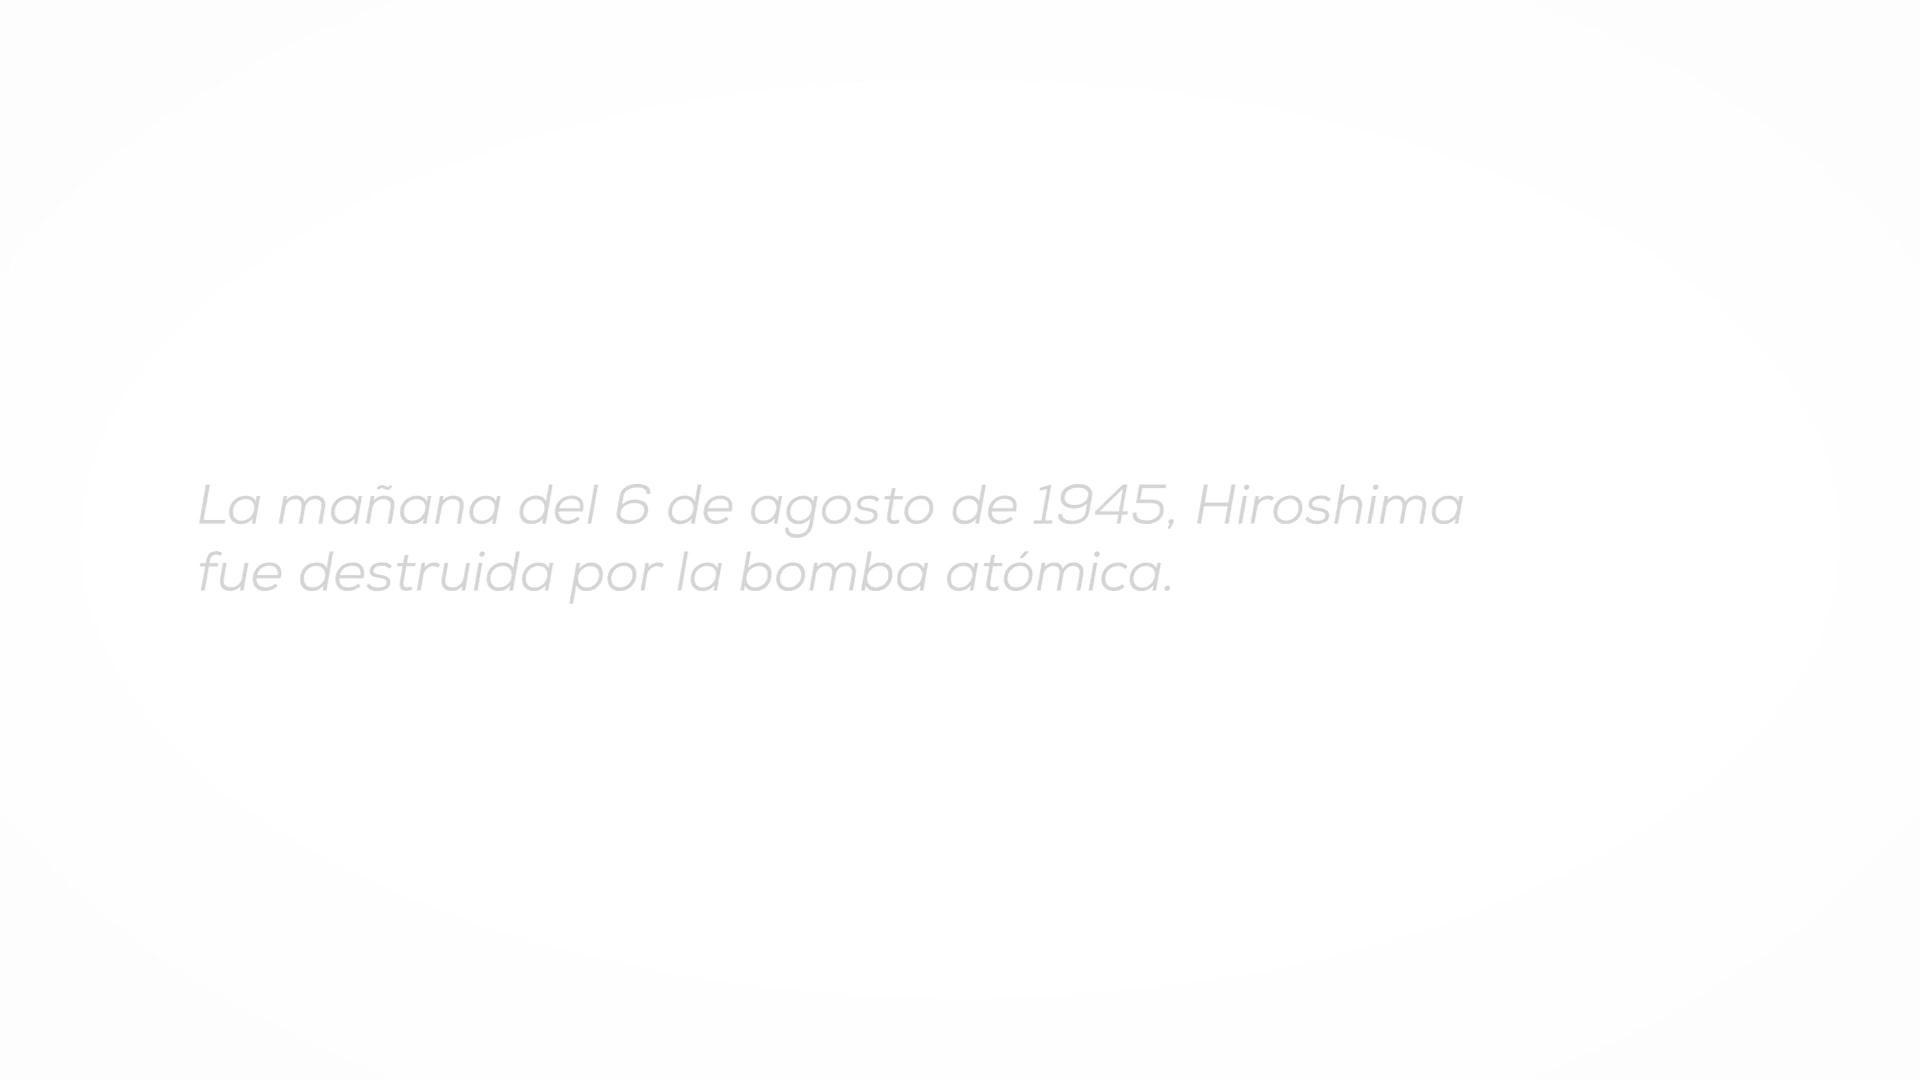 La mañana del 6 de agosto de 1945, Hiroshima
fue destruida por la bomba atómica.